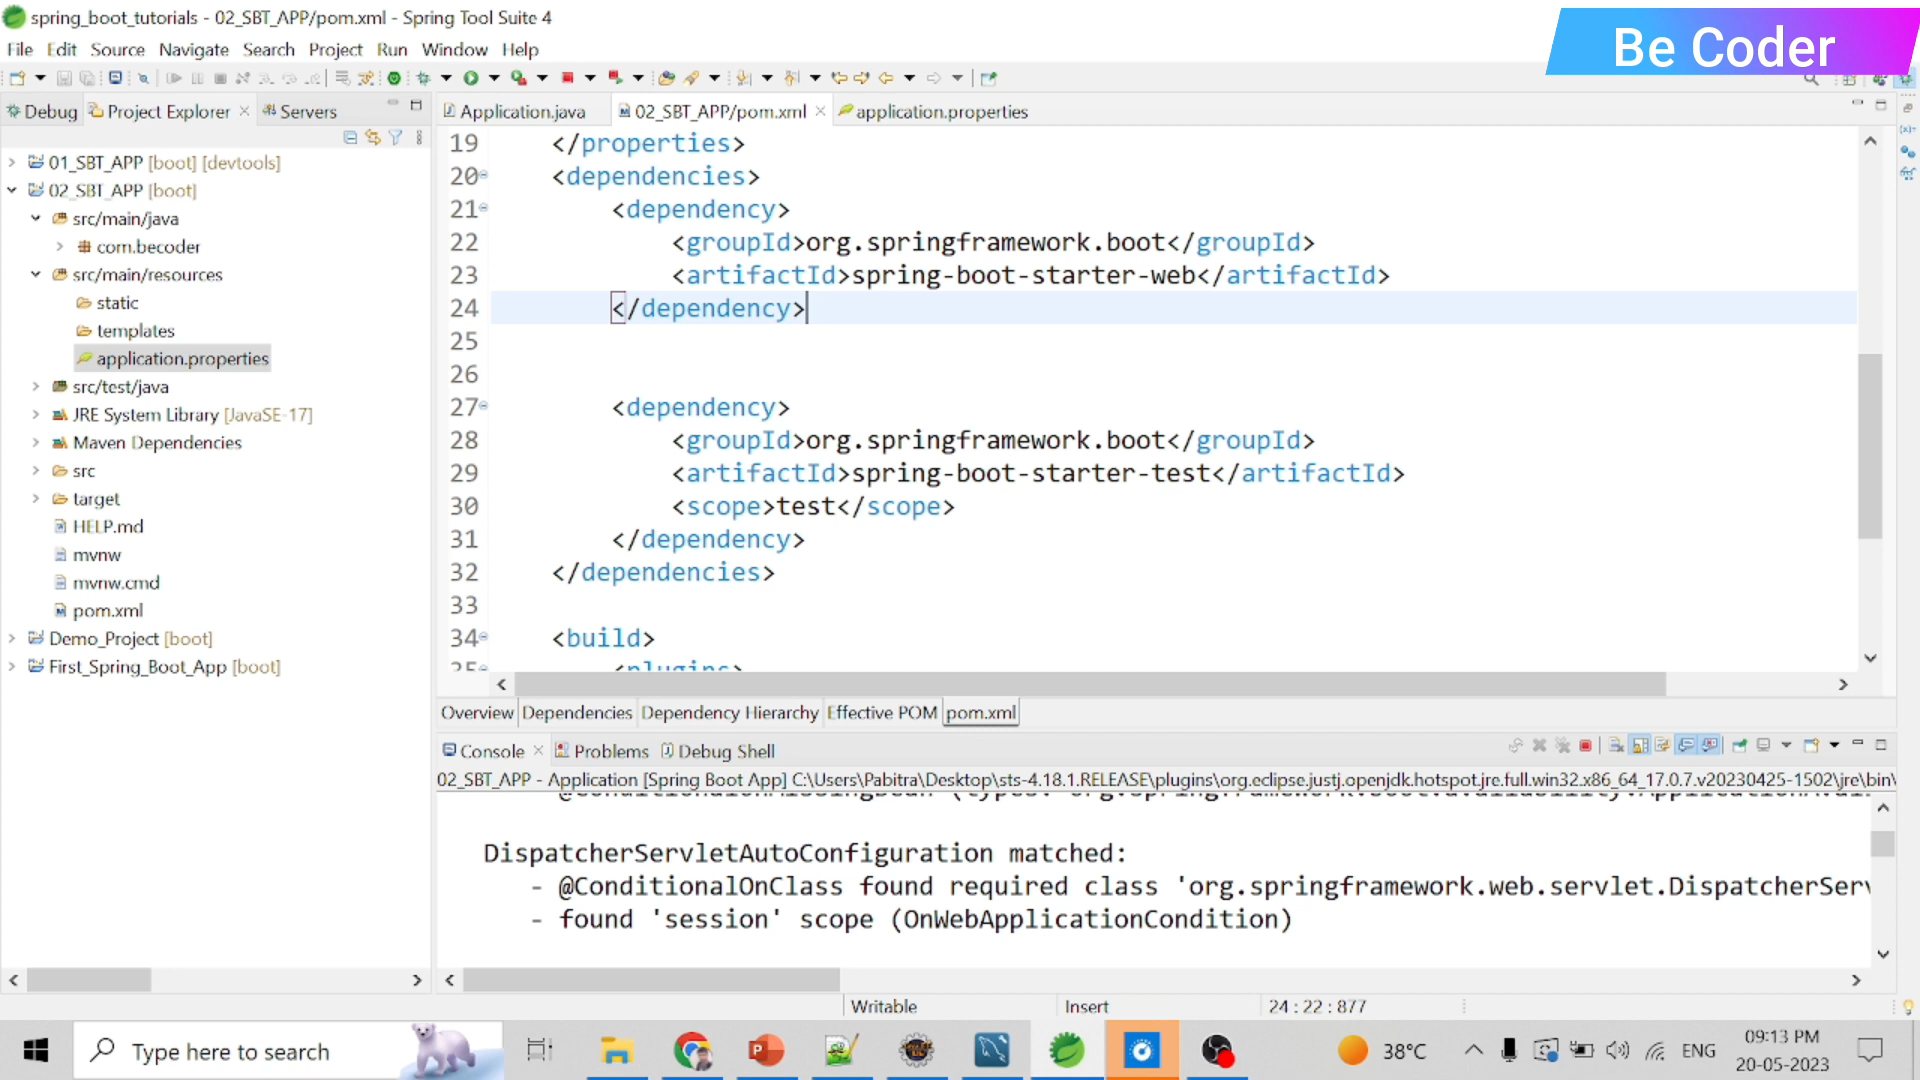 spring_boot_tutorials - 02_SBT_APP/pom.xml - Spring Tool Suite 4
Be Coder
File Edit Source Navigate Search Project Run Window Help
Debug Project Explorer Servers
Application.java 02_SBT_APP/pom.xml application.properties
01_SBT_APP [boot] [devtools]
02_SBT_APP [boot]
src/main/java
com.becoder
src/main/resources
static
templates
application.properties
src/test/java
JRE System Library [JavaSE-17]
Maven Dependencies
src
target
HELP.md
mvnw
mvnw.cmd
pom.xml
Demo_Project [boot]
First_Spring_Boot_App [boot]
19 </properties>
20 <dependencies>
21 <dependency>
22 <groupId>org.springframework.boot</groupId>
23 <artifactId>spring-boot-starter-web</artifactId>
24 </dependency>
25
26
27 <dependency>
28 <groupId>org.springframework.boot</groupId>
29 <artifactId>spring-boot-starter-test</artifactId>
30 <scope>test</scope>
31 </dependency>
32 </dependencies>
33
34 <build>
35 <plugins>
Overview Dependencies Dependency Hierarchy Effective POM pom.xml
Console Problems Debug Shell
02_SBT_APP - Application [Spring Boot App] C:\Users\Pabitra\Desktop\sts-4.18.1.RELEASE\plugins\org.eclipse.justj.openjdk.hotspot.jre.full.win32.x86_64_17.0.7.v20230425-1502\jre\bin\
DispatcherServletAutoConfiguration matched:
- @ConditionalOnClass found required class 'org.springframework.web.servlet.DispatcherServ
- found 'session' scope (OnWebApplicationCondition)
Writable Insert 24 : 22 : 877
Type here to search
38°C ENG
09:13 PM
20-05-2023